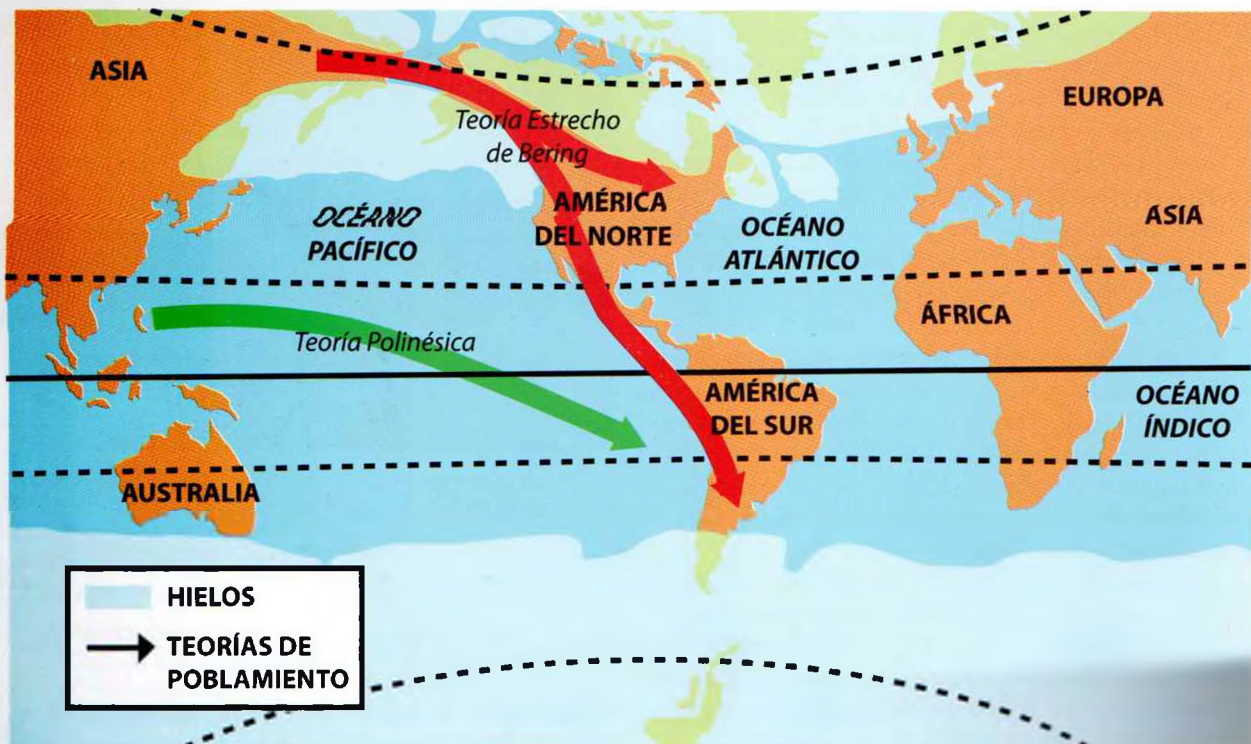 ASIA
EUROPA
Teoría Estrecho
de Bering
AMÉRICA
DEL NORTE
OCÉANO
PACÍFICO
OCÉANO
ATLÁNTICO
ASIA
ÁFRICA
Teoría Polinésica
AMÉRICA
DEL SUR
OCÉANO
ÍNDICO
AUSTRALIA
HIELOS
TEORÍAS DE
POBLAMIENTO